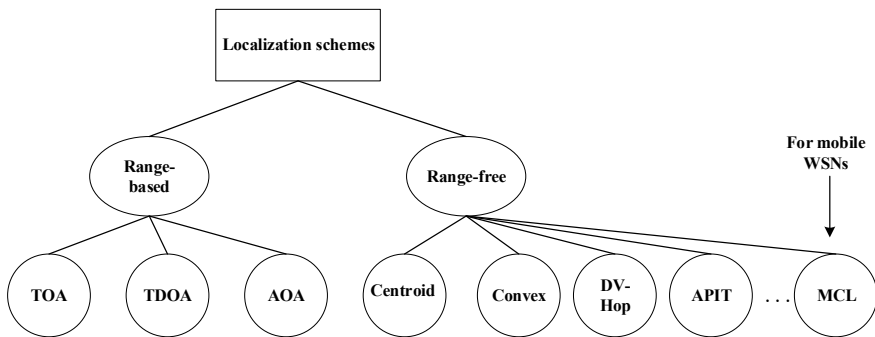 Localization schemes
For mobile
WSNs
Range-
based
Range-free
TOA
TDOA
AOA
Centroid
Convex
DV-
Hop
APIT
. . .
MCL